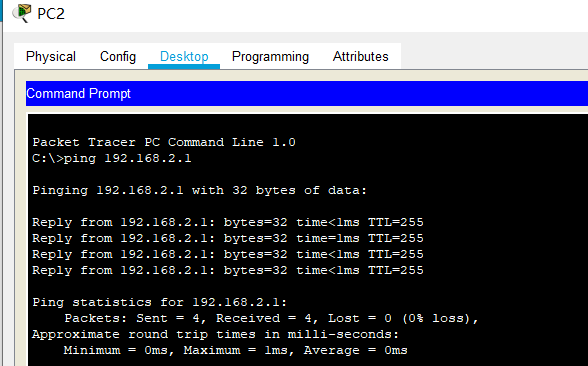 PC2
Physical Config Desktop Programming Attributes
Command Prompt
Packet Tracer PC Command Line 1.0
C:\>ping 192.168.2.1
Pinging 192.168.2.1 with 32 bytes of data:
Reply from 192.168.2.1: bytes=32 time<1ms TTL=255
Reply from 192.168.2.1: bytes=32 time=1ms TTL=255
Reply from 192.168.2.1: bytes=32 time<1ms TTL=255
Reply from 192.168.2.1: bytes=32 time<1ms TTL=255
Ping statistics for 192.168.2.1:
Packets: Sent = 4, Received = 4, Lost = 0 (0% loss),
Approximate round trip times in milli-seconds:
Minimum = 0ms, Maximum = 1ms, Average = 0ms